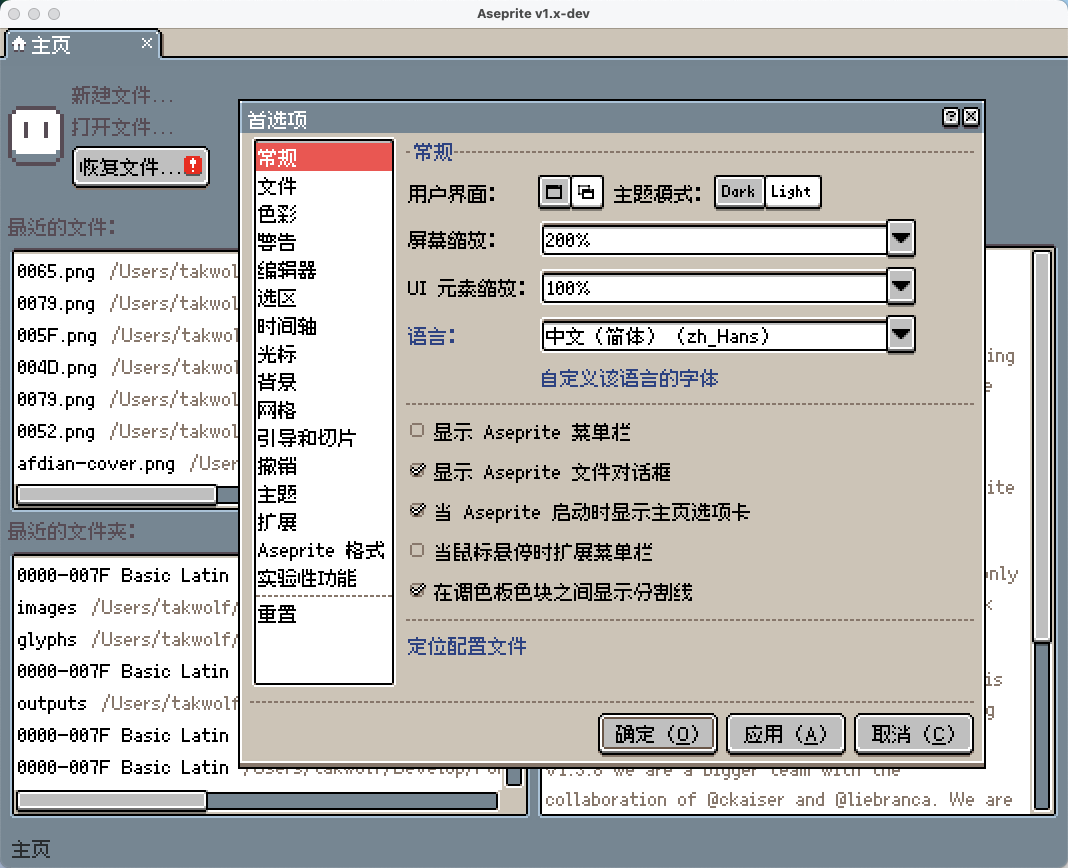 Aseprite v1.x-dev
主页
新建文件...
打开文件...
恢复文件...
最近的文件:
0065.png /Users/takwol
0079.png /Users/takwol
005F.png /Users/takwol
004D.png /Users/takwol
0079.png /Users/takwol
0052.png /Users/takwol
afdian-cover.png /User
最近的文件夹:
0000-007F Basic Latin
images /Users/takwolf/
glyphs /Users/takwolf/
0000-007F Basic Latin
outputs /Users/takwolf
0000-007F Basic Latin
0000-007F Basic Latin /Users/takwolf/Develop/Fon
首选项
常规
文件
色彩
警告
编辑器
选区
时间轴
光标
背景
网格
引导和切片
撤销
主题
扩展
Aseprite 格式
实验性功能
重置
常规
用户界面: 主题模式: Dark Light
屏幕缩放: 200%
UI 元素缩放: 100%
语言: 中文（简体）（zh_Hans）
自定义该语言的字体
显示 Aseprite 菜单栏
显示 Aseprite 文件对话框
当 Aseprite 启动时显示主页选项卡
当鼠标悬停时扩展菜单栏
在调色板色块之间显示分割线
定位配置文件
确定 (O) 应用 (A) 取消 (C)
ing
e
ite
only
x
is
g
v1.3.8 we are a bigger team with the
collaboration of @ckaiser and @liebranca. We are
主页